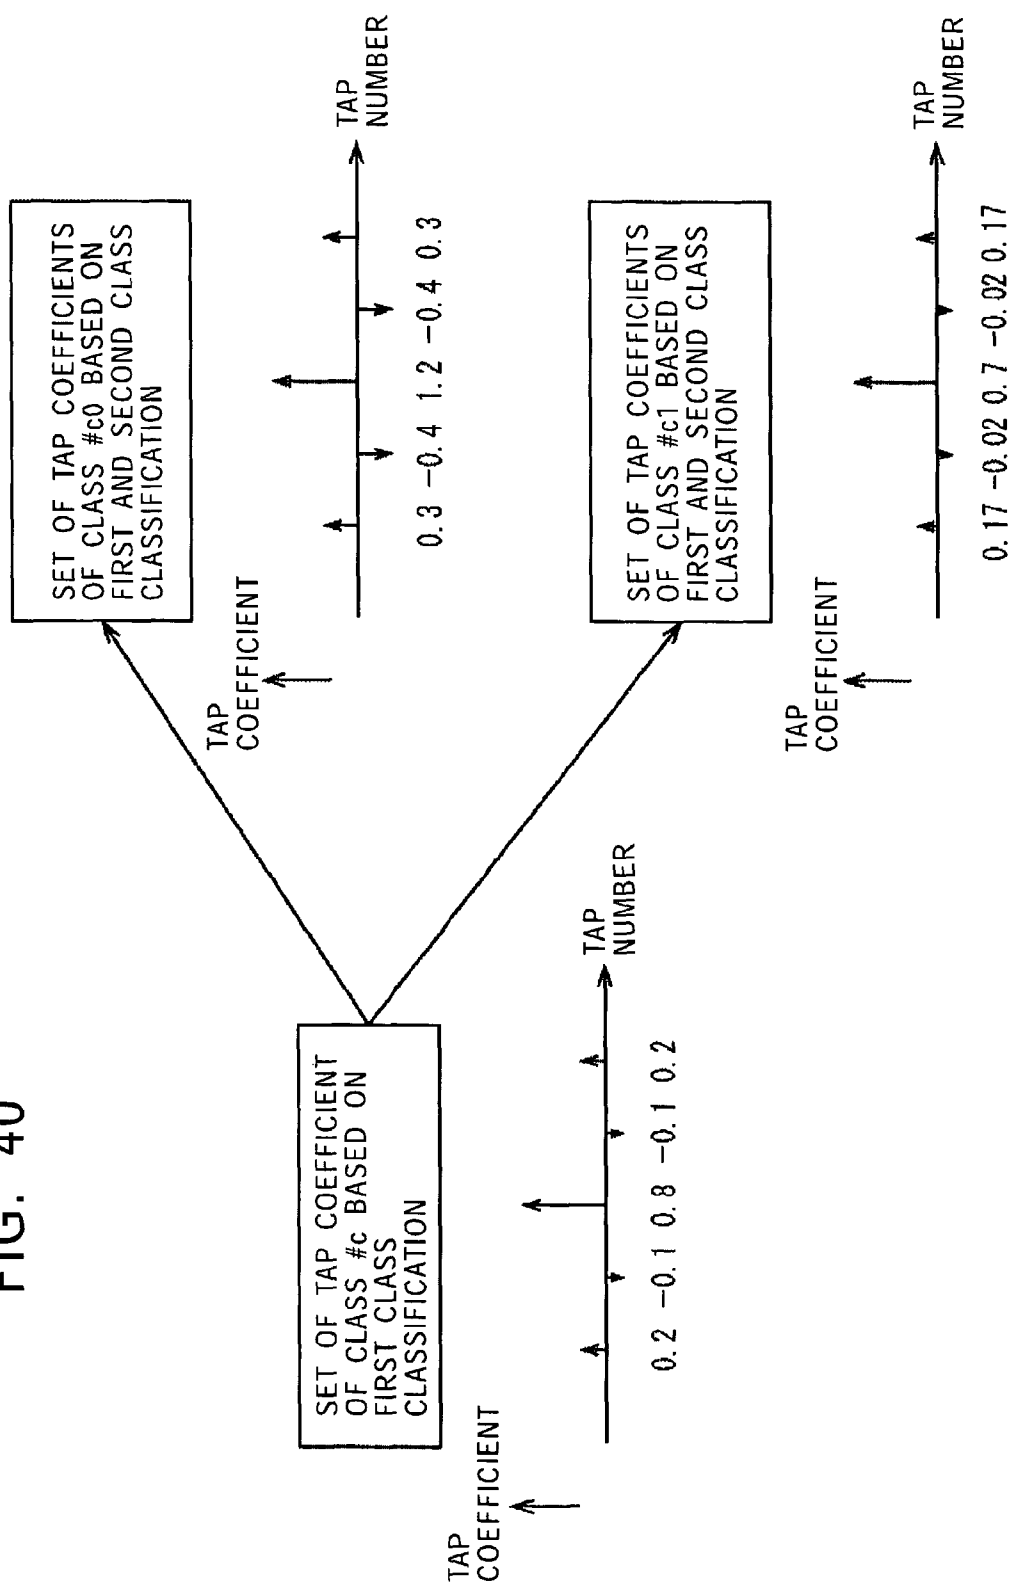 FIG. 40
SET OF TAP COEFFICIENT
OF CLASS #c BASED ON
FIRST CLASS
CLASSIFICATION
TAP
COEFFICIENT
TAP
NUMBER
0.2 -0.1 0.8 -0.1 0.2
SET OF TAP COEFFICIENTS
OF CLASS #c0 BASED ON
FIRST AND SECOND CLASS
CLASSIFICATION
TAP
COEFFICIENT
TAP
NUMBER
0.3 -0.4 1.2 -0.4 0.3
SET OF TAP COEFFICIENTS
OF CLASS #c1 BASED ON
FIRST AND SECOND CLASS
CLASSIFICATION
TAP
COEFFICIENT
TAP
NUMBER
0.17 -0.02 0.7 -0.02 0.17